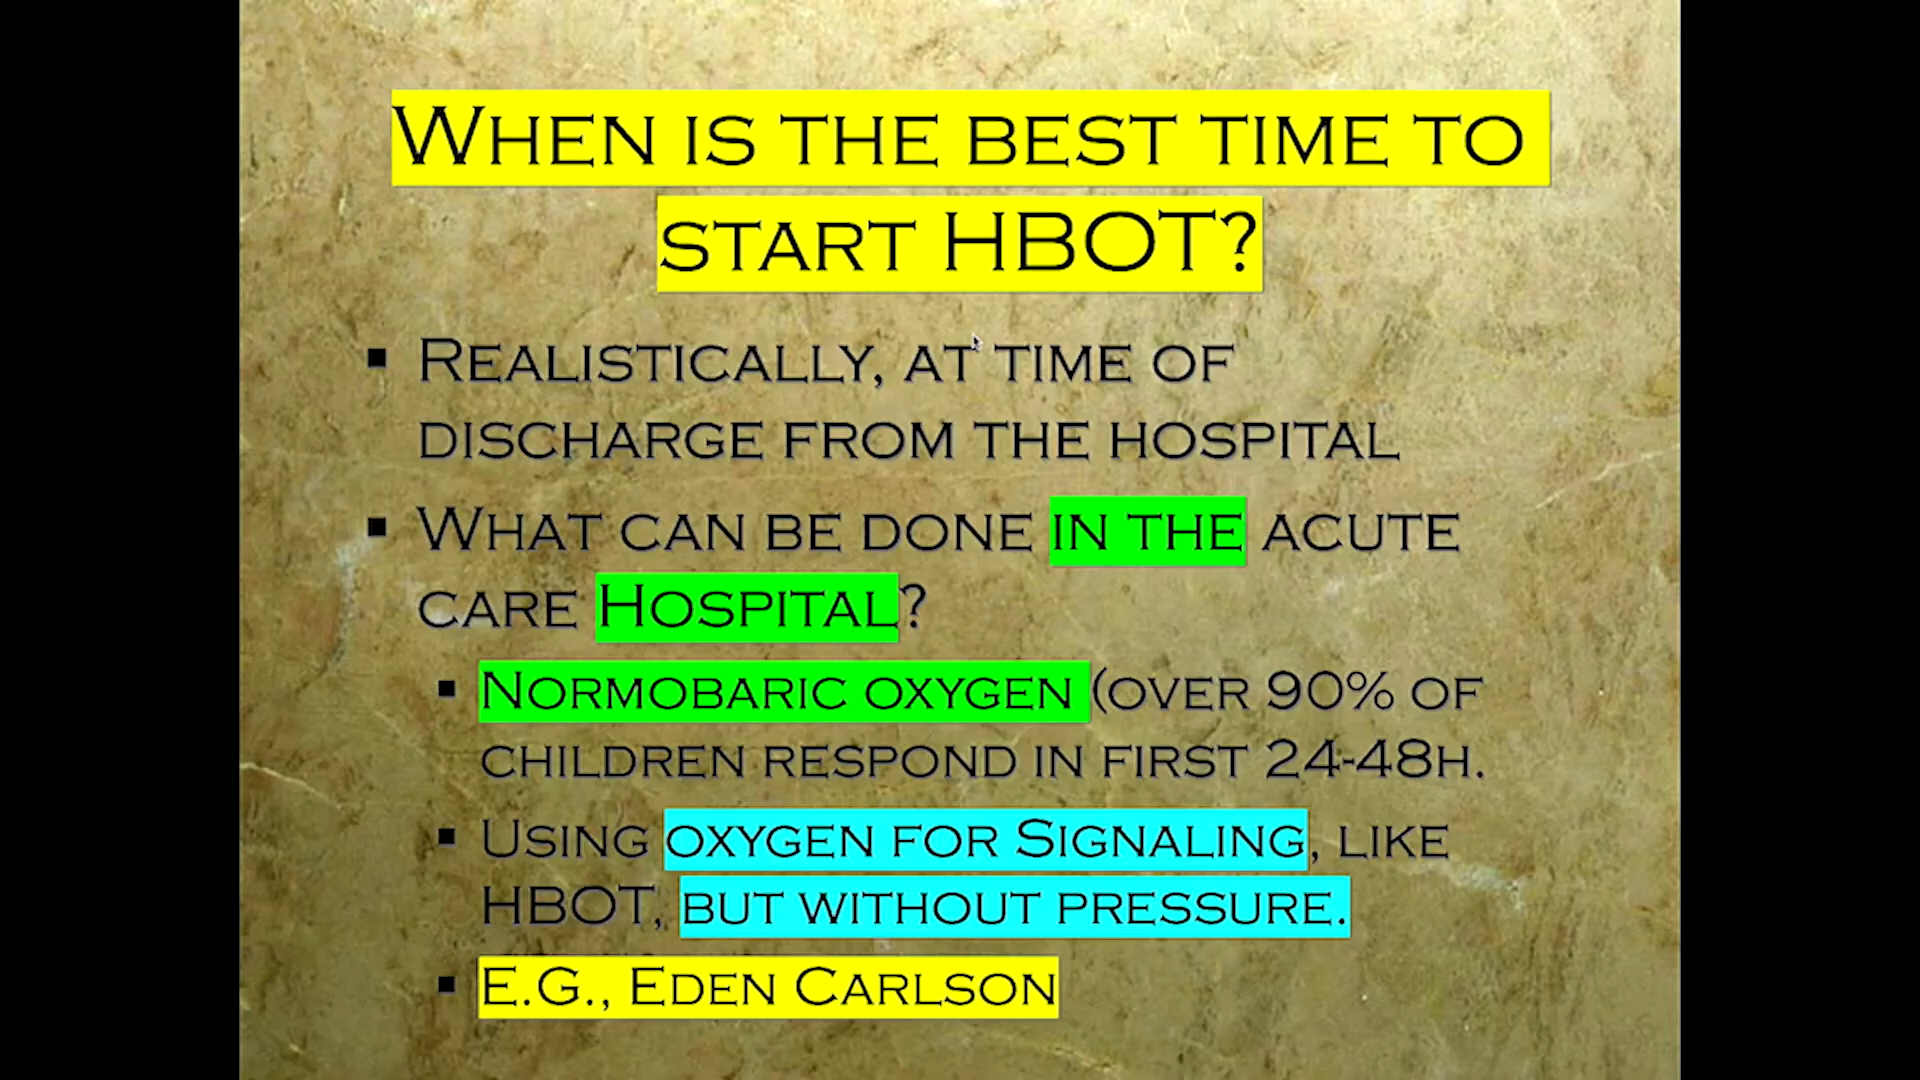 When is the best time to
start HBOT?
▪ Realistically, at time of
discharge from the hospital
▪ What can be done in the acute
care Hospital?
▪ Normobaric oxygen (over 90% of
children respond in first 24-48h.
▪ Using oxygen for Signaling, like
HBOT, but without pressure.
▪ E.g., Eden Carlson